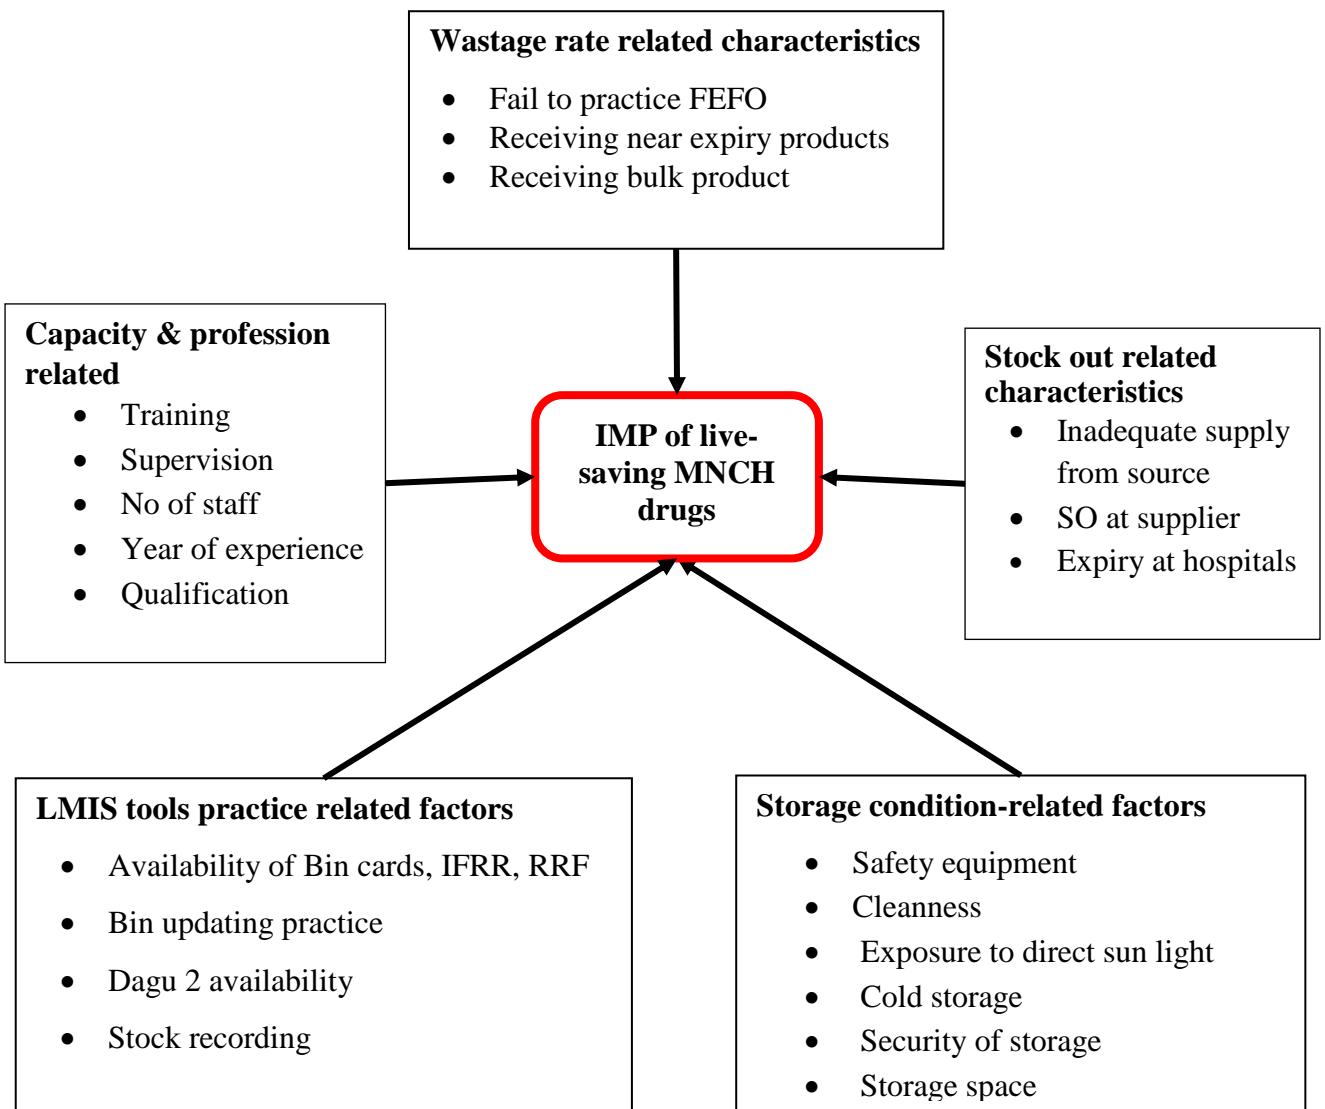 Wastage rate related characteristics
• Fail to practice FEFO
• Receiving near expiry products
• Receiving bulk product
Capacity & profession
related
• Training
• Supervision
• No of staff
• Year of experience
• Qualification
IMP of live-
saving MNCH
drugs
Stock out related
characteristics
• Inadequate supply
from source
• SO at supplier
• Expiry at hospitals
LMIS tools practice related factors
• Availability of Bin cards, IFRR, RRF
• Bin updating practice
• Dagu 2 availability
• Stock recording
Storage condition-related factors
• Safety equipment
• Cleanness
• Exposure to direct sun light
• Cold storage
• Security of storage
• Storage space